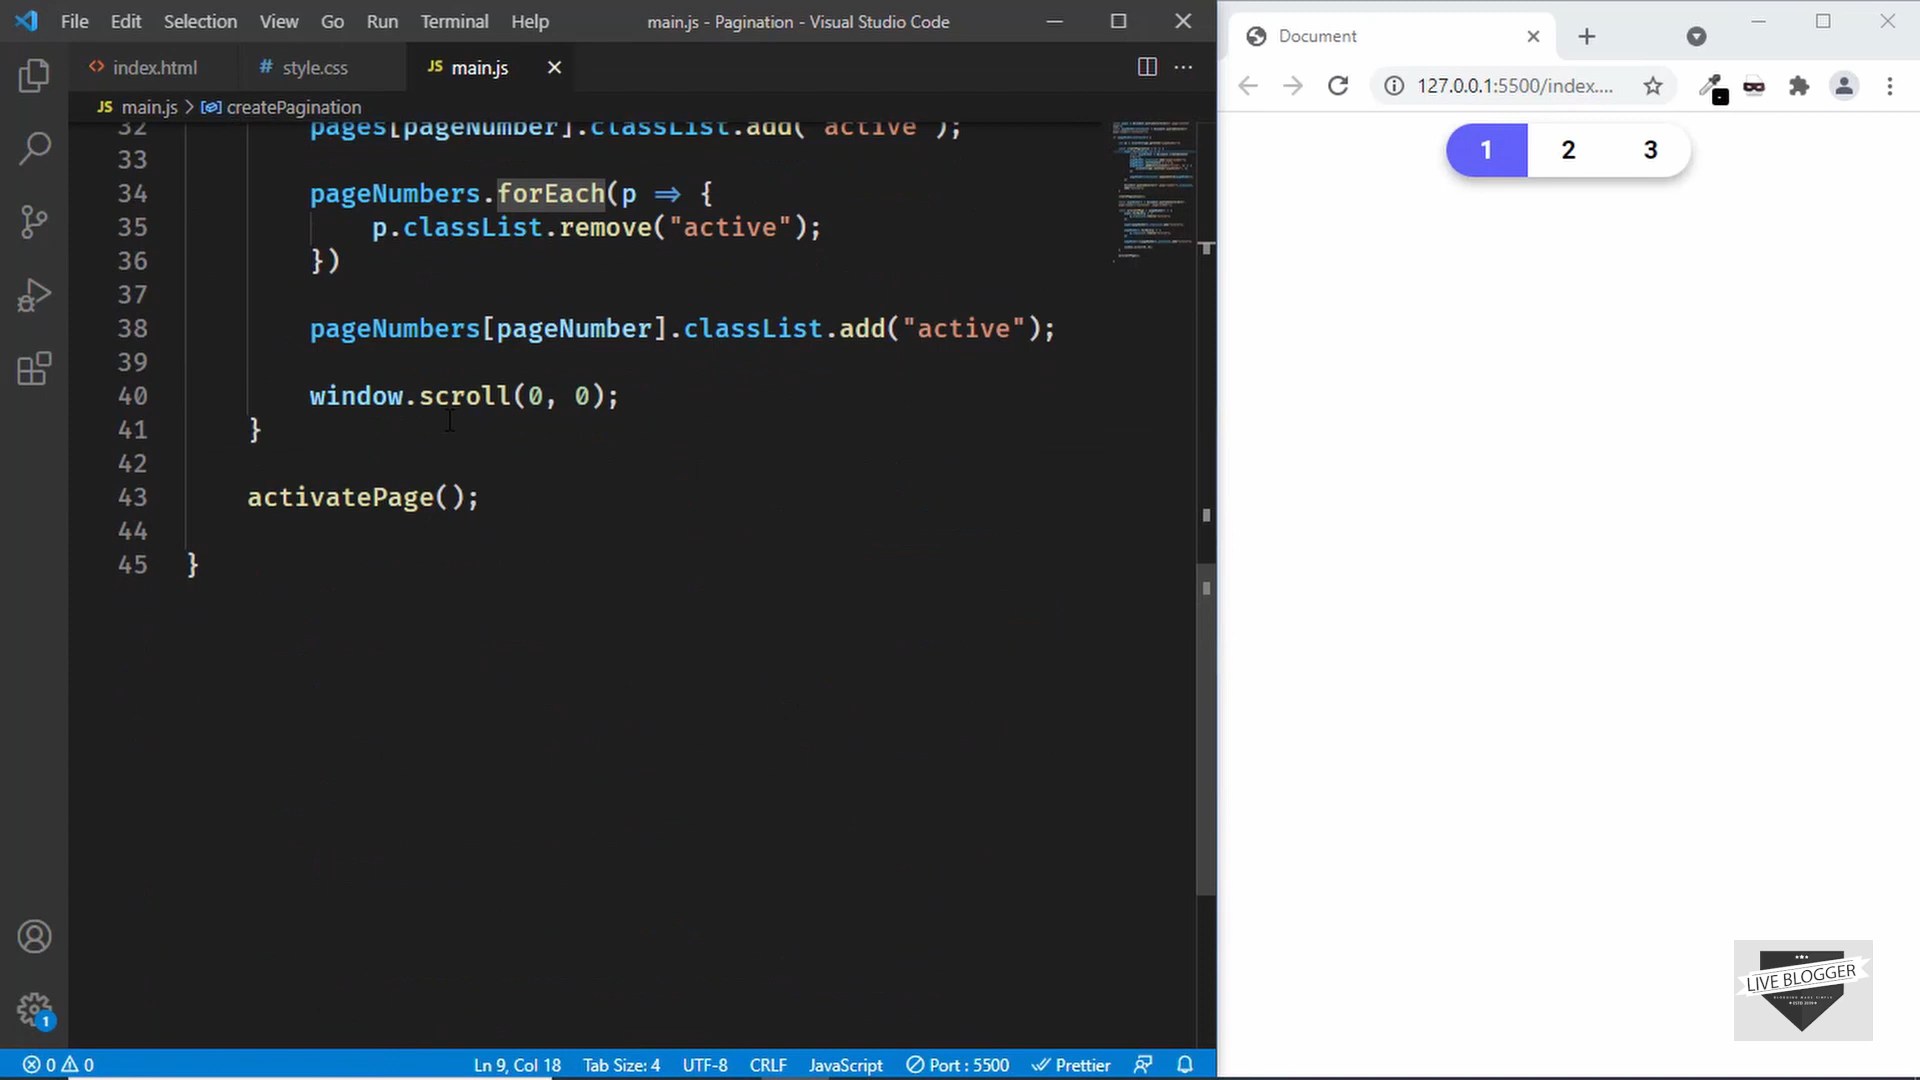 File Edit Selection View Go Run Terminal Help main.js - Pagination - Visual Studio Code
index.html style.css JS main.js
JS main.js > createPagination
32 pages[pageNumber].classList.add("active");
33
34 pageNumbers.forEach(p => {
35 p.classList.remove("active");
36 })
37
38 pageNumbers[pageNumber].classList.add("active");
39
40 window.scroll(0, 0);
41 }
42
43 activatePage();
44
45 }
1
0 0 Ln 9, Col 18 Tab Size: 4 UTF-8 CRLF JavaScript Port : 5500 Prettier
Document
127.0.0.1:5500/index....
1 2 3
LIVE BLOGGER